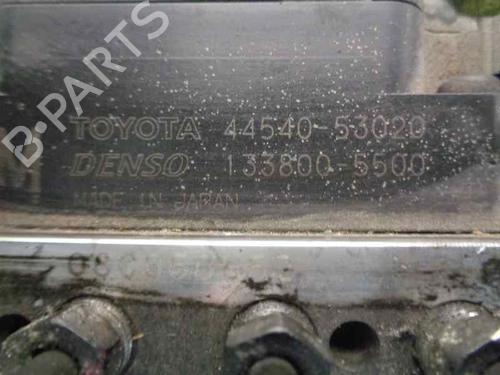 TOYOTA 44540-53020
DENSO 133800-5500
MADE IN JAPAN
B-PARTS